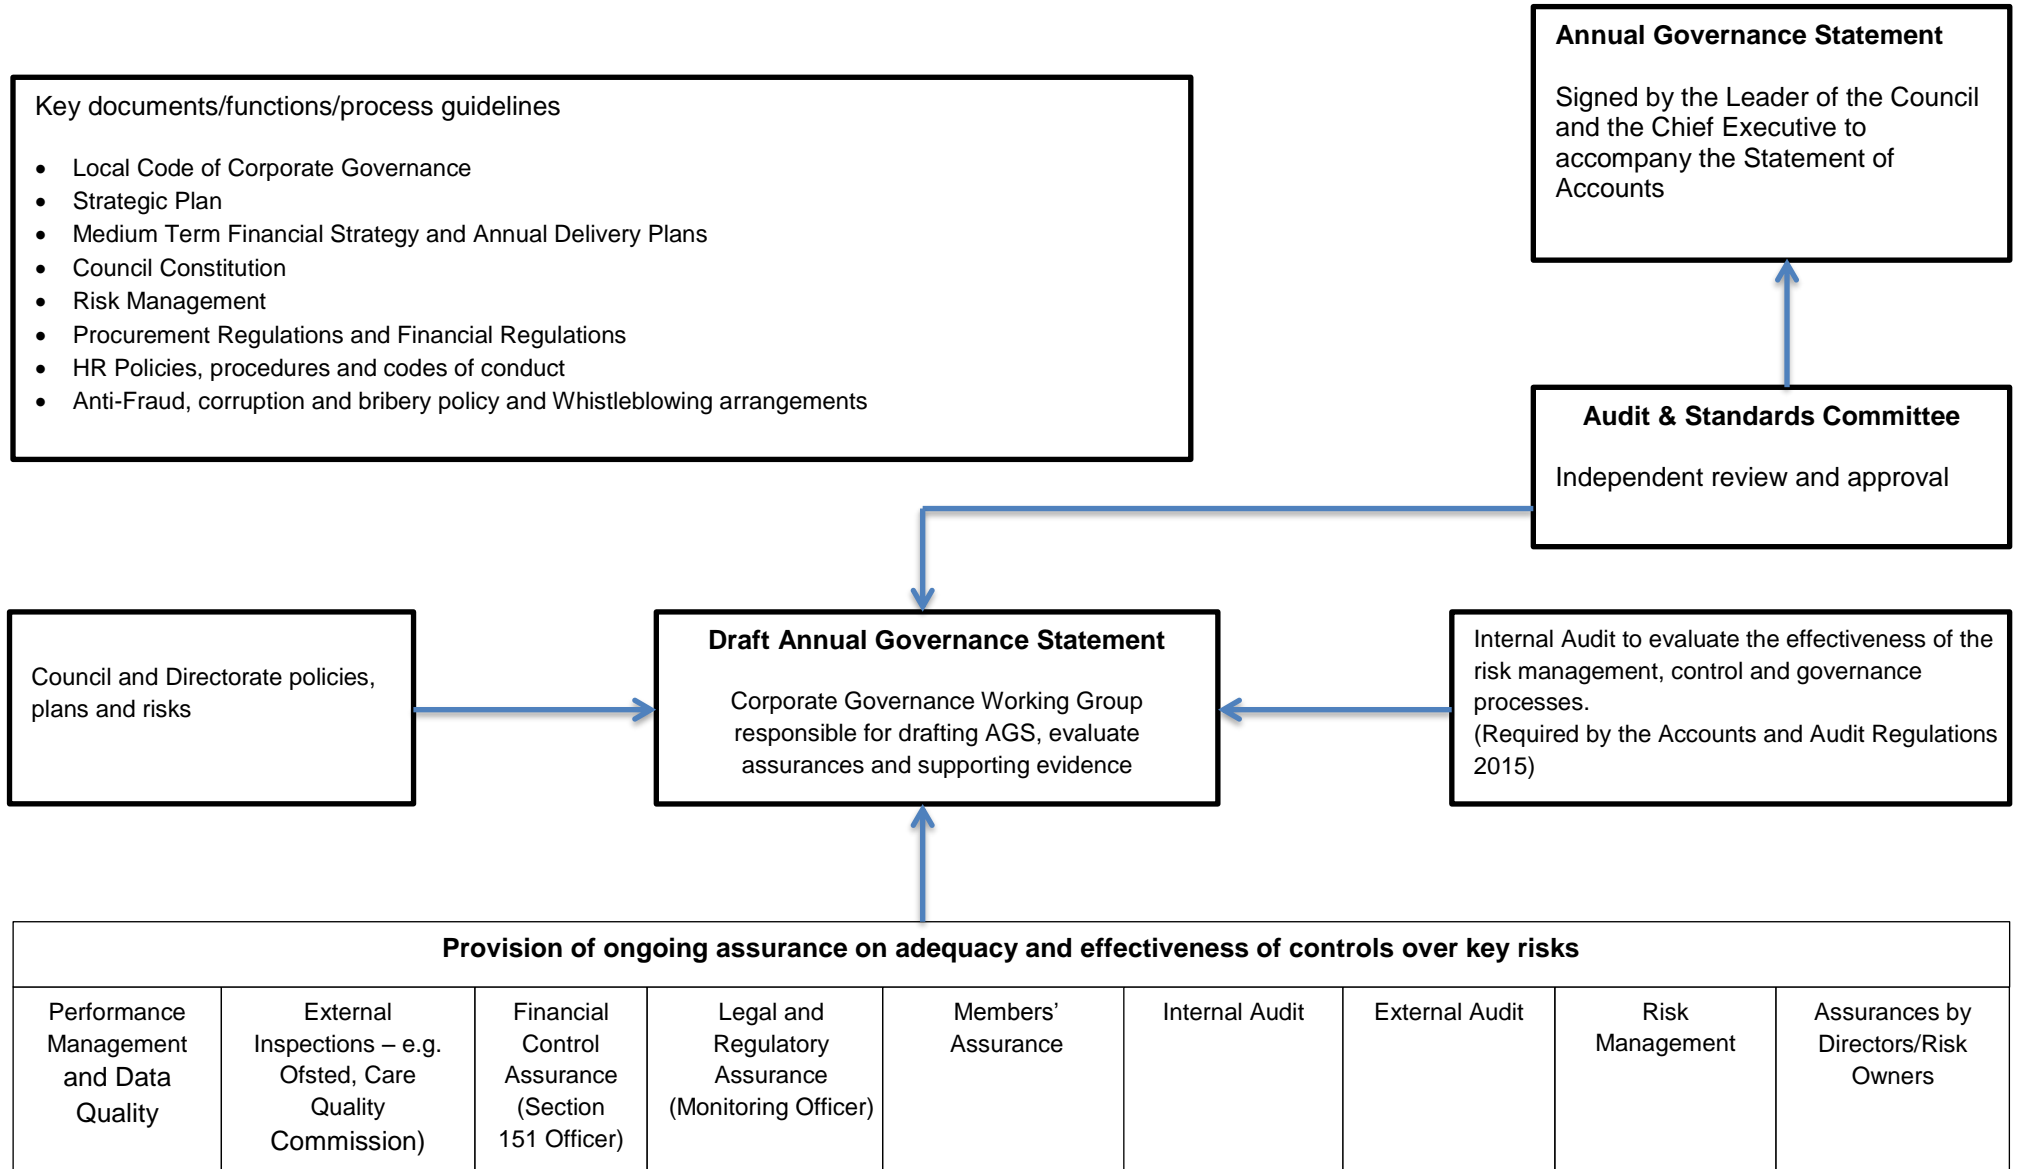 Annual Governance Statement
Signed by the Leader of the Council
and the Chief Executive to
accompany the Statement of
Accounts
Key documents/functions/process guidelines
• Local Code of Corporate Governance
• Strategic Plan
• Medium Term Financial Strategy and Annual Delivery Plans
• Council Constitution
• Risk Management
• Procurement Regulations and Financial Regulations
• HR Policies, procedures and codes of conduct
• Anti-Fraud, corruption and bribery policy and Whistleblowing arrangements
Audit & Standards Committee
Independent review and approval
Council and Directorate policies,
plans and risks
Draft Annual Governance Statement
Corporate Governance Working Group
responsible for drafting AGS, evaluate
assurances and supporting evidence
Internal Audit to evaluate the effectiveness of the
risk management, control and governance
processes.
(Required by the Accounts and Audit Regulations
2015)
Provision of ongoing assurance on adequacy and effectiveness of controls over key risks
Performance
Management
and Data
Quality
External
Inspections – e.g.
Ofsted, Care
Quality
Commission)
Financial
Control
Assurance
(Section
151 Officer)
Legal and
Regulatory
Assurance
(Monitoring Officer)
Members’
Assurance
Internal Audit
External Audit
Risk
Management
Assurances by
Directors/Risk
Owners